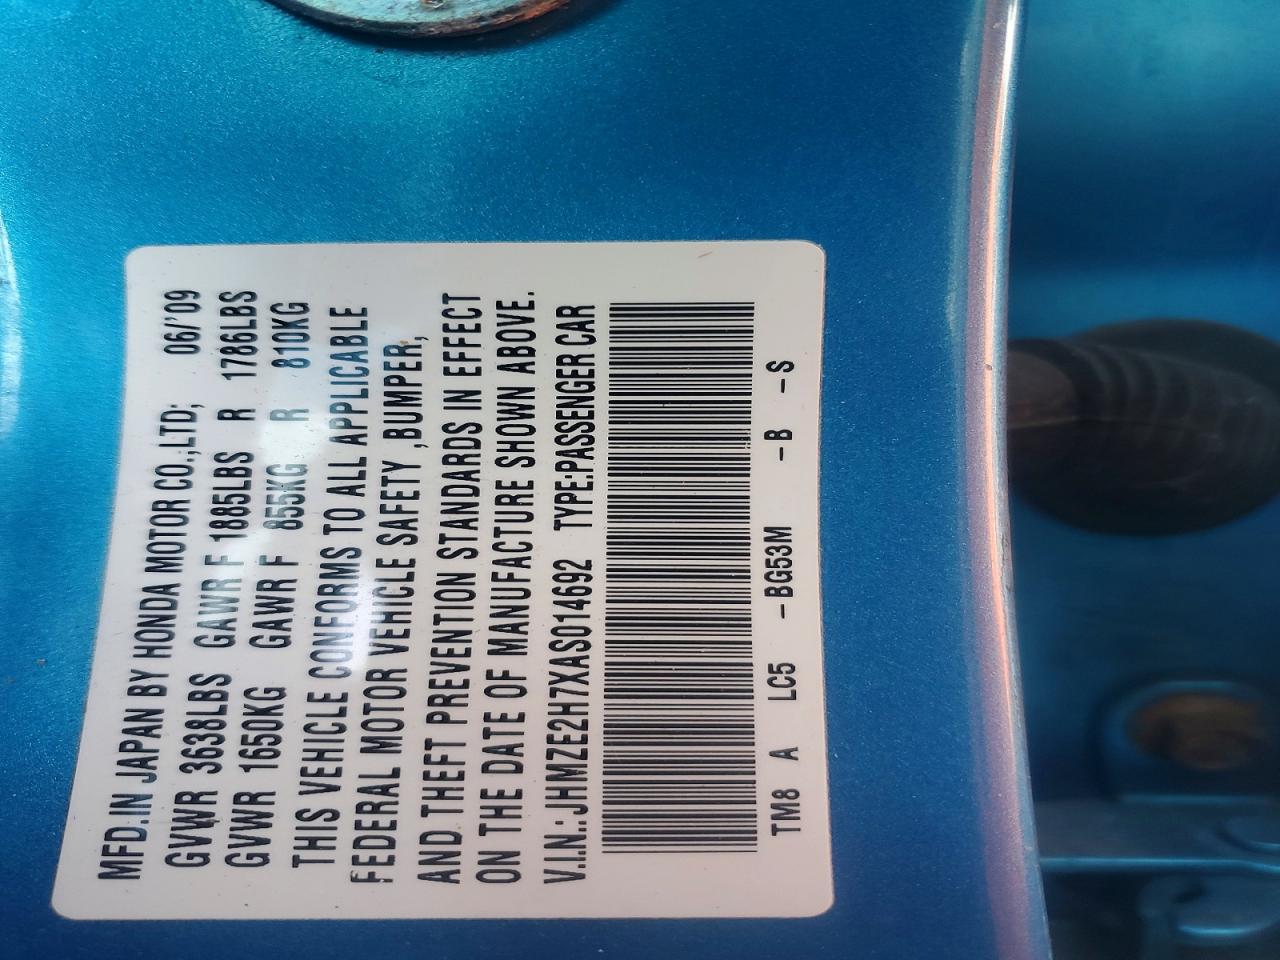 MFD.IN JAPAN BY HONDA MOTOR CO.,LTD; 06/'09
GVWR 3638LBS GAWR F 1885LBS R 1786LBS
GVWR 1650KG GAWR F 855KG R 810KG
THIS VEHICLE CONFORMS TO ALL APPLICABLE
FEDERAL MOTOR VEHICLE SAFETY ,BUMPER,
AND THEFT PREVENTION STANDARDS IN EFFECT
ON THE DATE OF MANUFACTURE SHOWN ABOVE.
V.I.N.:JHMZE2H7XAS014692 TYPE:PASSENGER CAR
TM8 A LC5 -BG53M -B -S